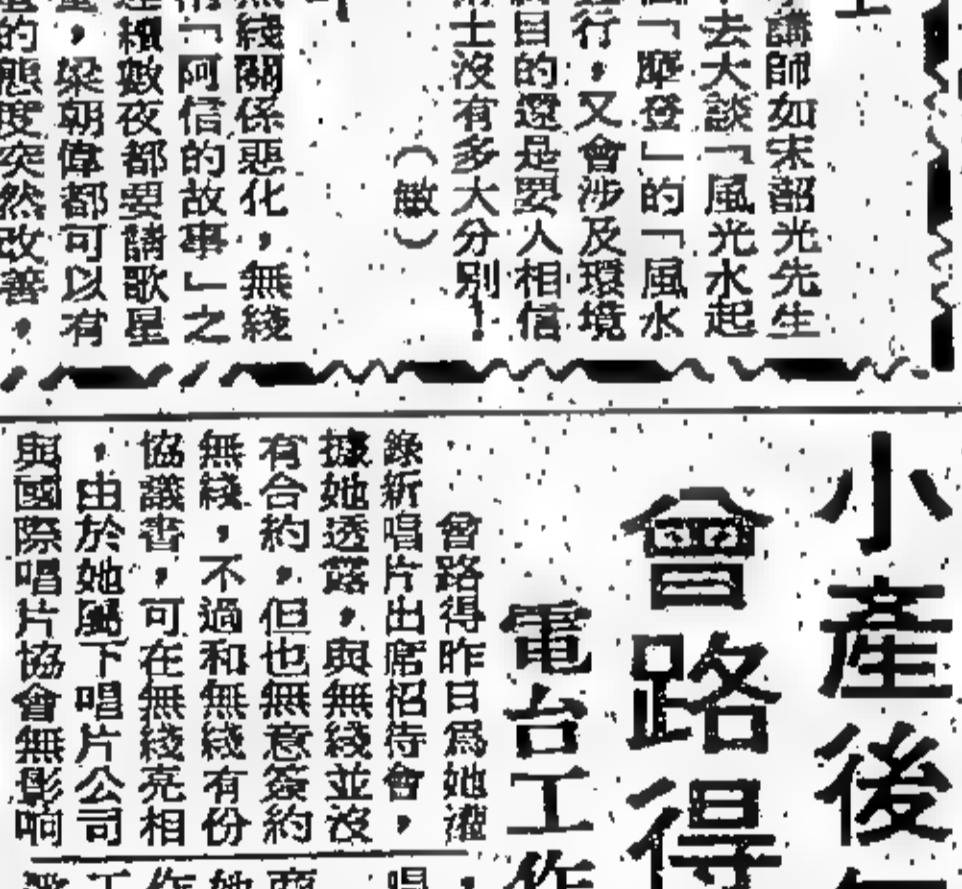 講師如宋韶光先生
去大談「風光水起
「摩登」的「風水
行，又會涉及環境
目的還是要人相信
士沒有多大分別！
（敏）
無綫關係惡化，無綫
「阿信的故事」之
連續數夜都要請歌星
，梁朝偉都可以有
的態度突然改善，
小產後
曾路得
電台工作
曾路得昨日為她灌
錄新唱片出席招待會，
據她透露，與無綫並沒
有合約，但也無意簽約
無綫，不過和無綫有份
協議書，可在無綫亮相
，由於她屬下唱片公司
與國際唱片協會無影响
唱
商
她
作
工